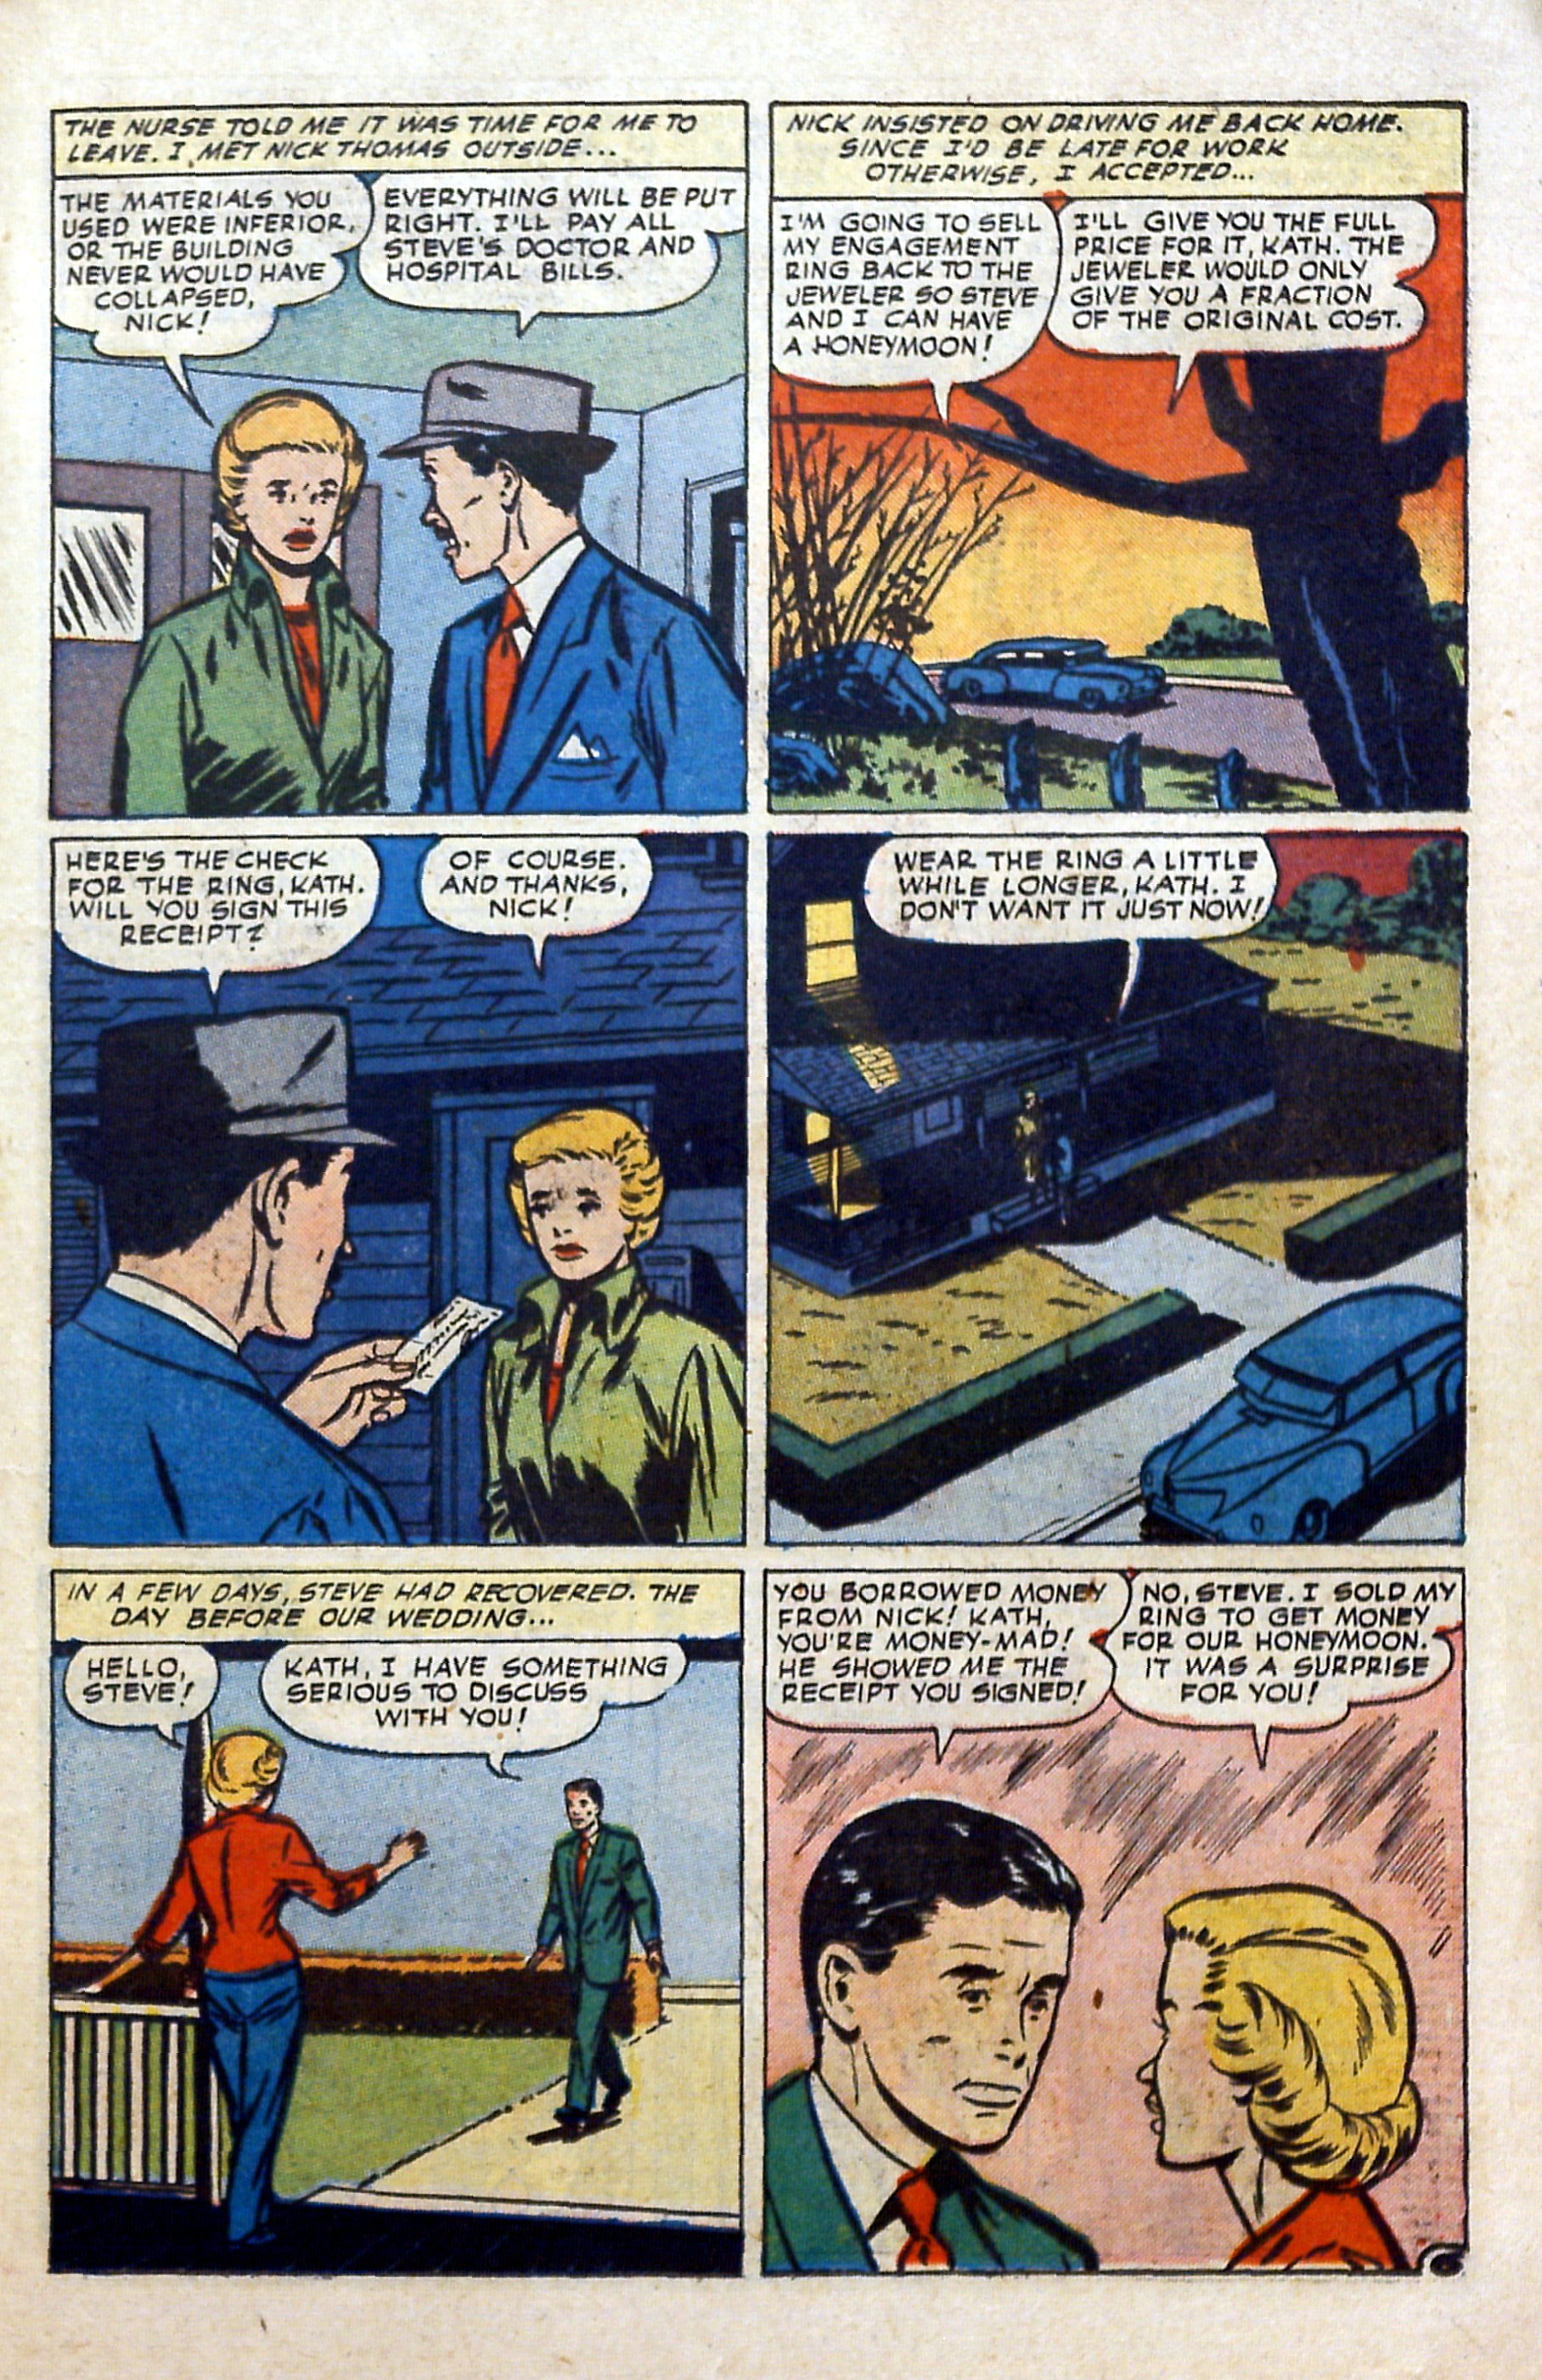 THE NURSE TOLD ME IT WAS TIME FOR ME TO
LEAVE. I MET NICK THOMAS OUTSIDE...
THE MATERIALS YOU
USED WERE INFERIOR,
OR THE BUILDING
NEVER WOULD HAVE
COLLAPSED,
NICK!
EVERYTHING WILL BE PUT
RIGHT. I'LL PAY ALL
STEVE'S DOCTOR AND
HOSPITAL BILLS.
NICK INSISTED ON DRIVING ME BACK HOME.
SINCE I'D BE LATE FOR WORK
OTHERWISE, I ACCEPTED...
I'M GOING TO SELL
MY ENGAGEMENT
RING BACK TO THE
JEWELER SO STEVE
AND I CAN HAVE
A HONEYMOON!
I'LL GIVE YOU THE FULL
PRICE FOR IT, KATH. THE
JEWELER WOULD ONLY
GIVE YOU A FRACTION
OF THE ORIGINAL COST.
HERE'S THE CHECK
FOR THE RING, KATH.
WILL YOU SIGN THIS
RECEIPT?
OF COURSE.
AND THANKS,
NICK!
WEAR THE RING A LITTLE
WHILE LONGER, KATH. I
DON'T WANT IT JUST NOW!
IN A FEW DAYS, STEVE HAD RECOVERED. THE
DAY BEFORE OUR WEDDING...
HELLO,
STEVE!
KATH, I HAVE SOMETHING
SERIOUS TO DISCUSS
WITH YOU!
YOU BORROWED MONEY
FROM NICK! KATH,
YOU'RE MONEY-MAD!
HE SHOWED ME THE
RECEIPT YOU SIGNED!
NO, STEVE. I SOLD MY
RING TO GET MONEY
FOR OUR HONEYMOON.
IT WAS A SURPRISE
FOR YOU!
6